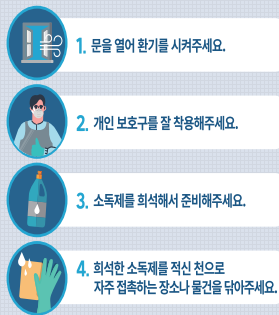 1. 문을 열어 환기를 시켜주세요.
2. 개인 보호구를 잘 착용해주세요.
3. 소독제를 희석해서 준비해주세요.
4. 희석한 소독제를 적신 천으로
자주 접촉하는 장소나 물건을 닦아주세요.